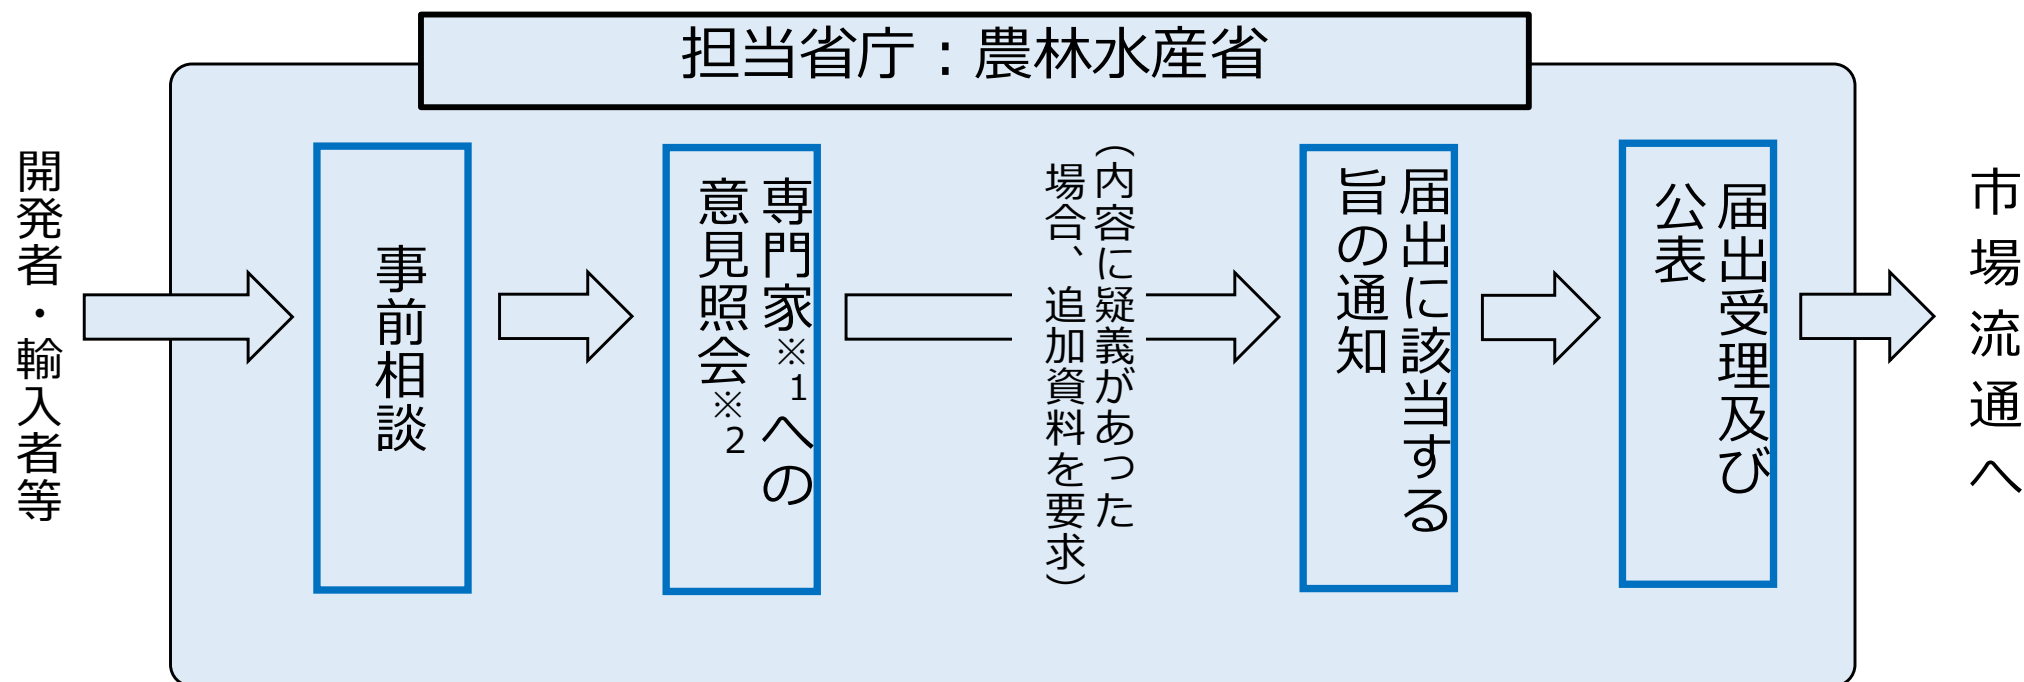 担当省庁：農林水産省
開発者・輸入者等
事前相談
専門家※1への
意見照会※2
（内容に疑義があった
場合、追加資料を要求）
届出に該当する
旨の通知
届出受理及び
公表
市場流通へ